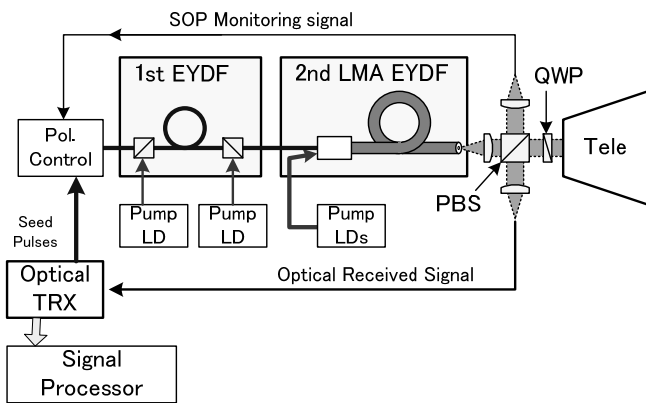 SOP Monitoring signal
1st EYDF
2nd LMA EYDF
QWP
Pol.
Control
Tele
PBS
Pump
LD
Pump
LD
Pump
LDs
Seed
Pulses
Optical
TRX
Optical Received Signal
Signal
Processor